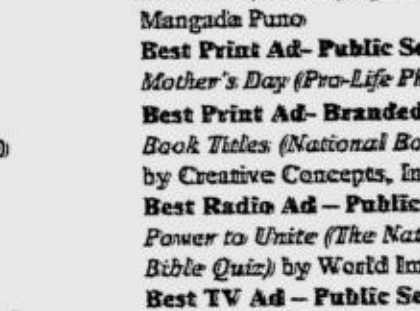 Mangada Puno
Best Print Ad- Public Se
Mother's Day (Pro-Life Ph
Best Print Ad- Branded
Book Titles (National Bo
by Creative Concepts, In
Best Radio Ad – Public
Power to Unite (The Nat
Bible Quiz) by World Im
Best TV Ad – Public Se